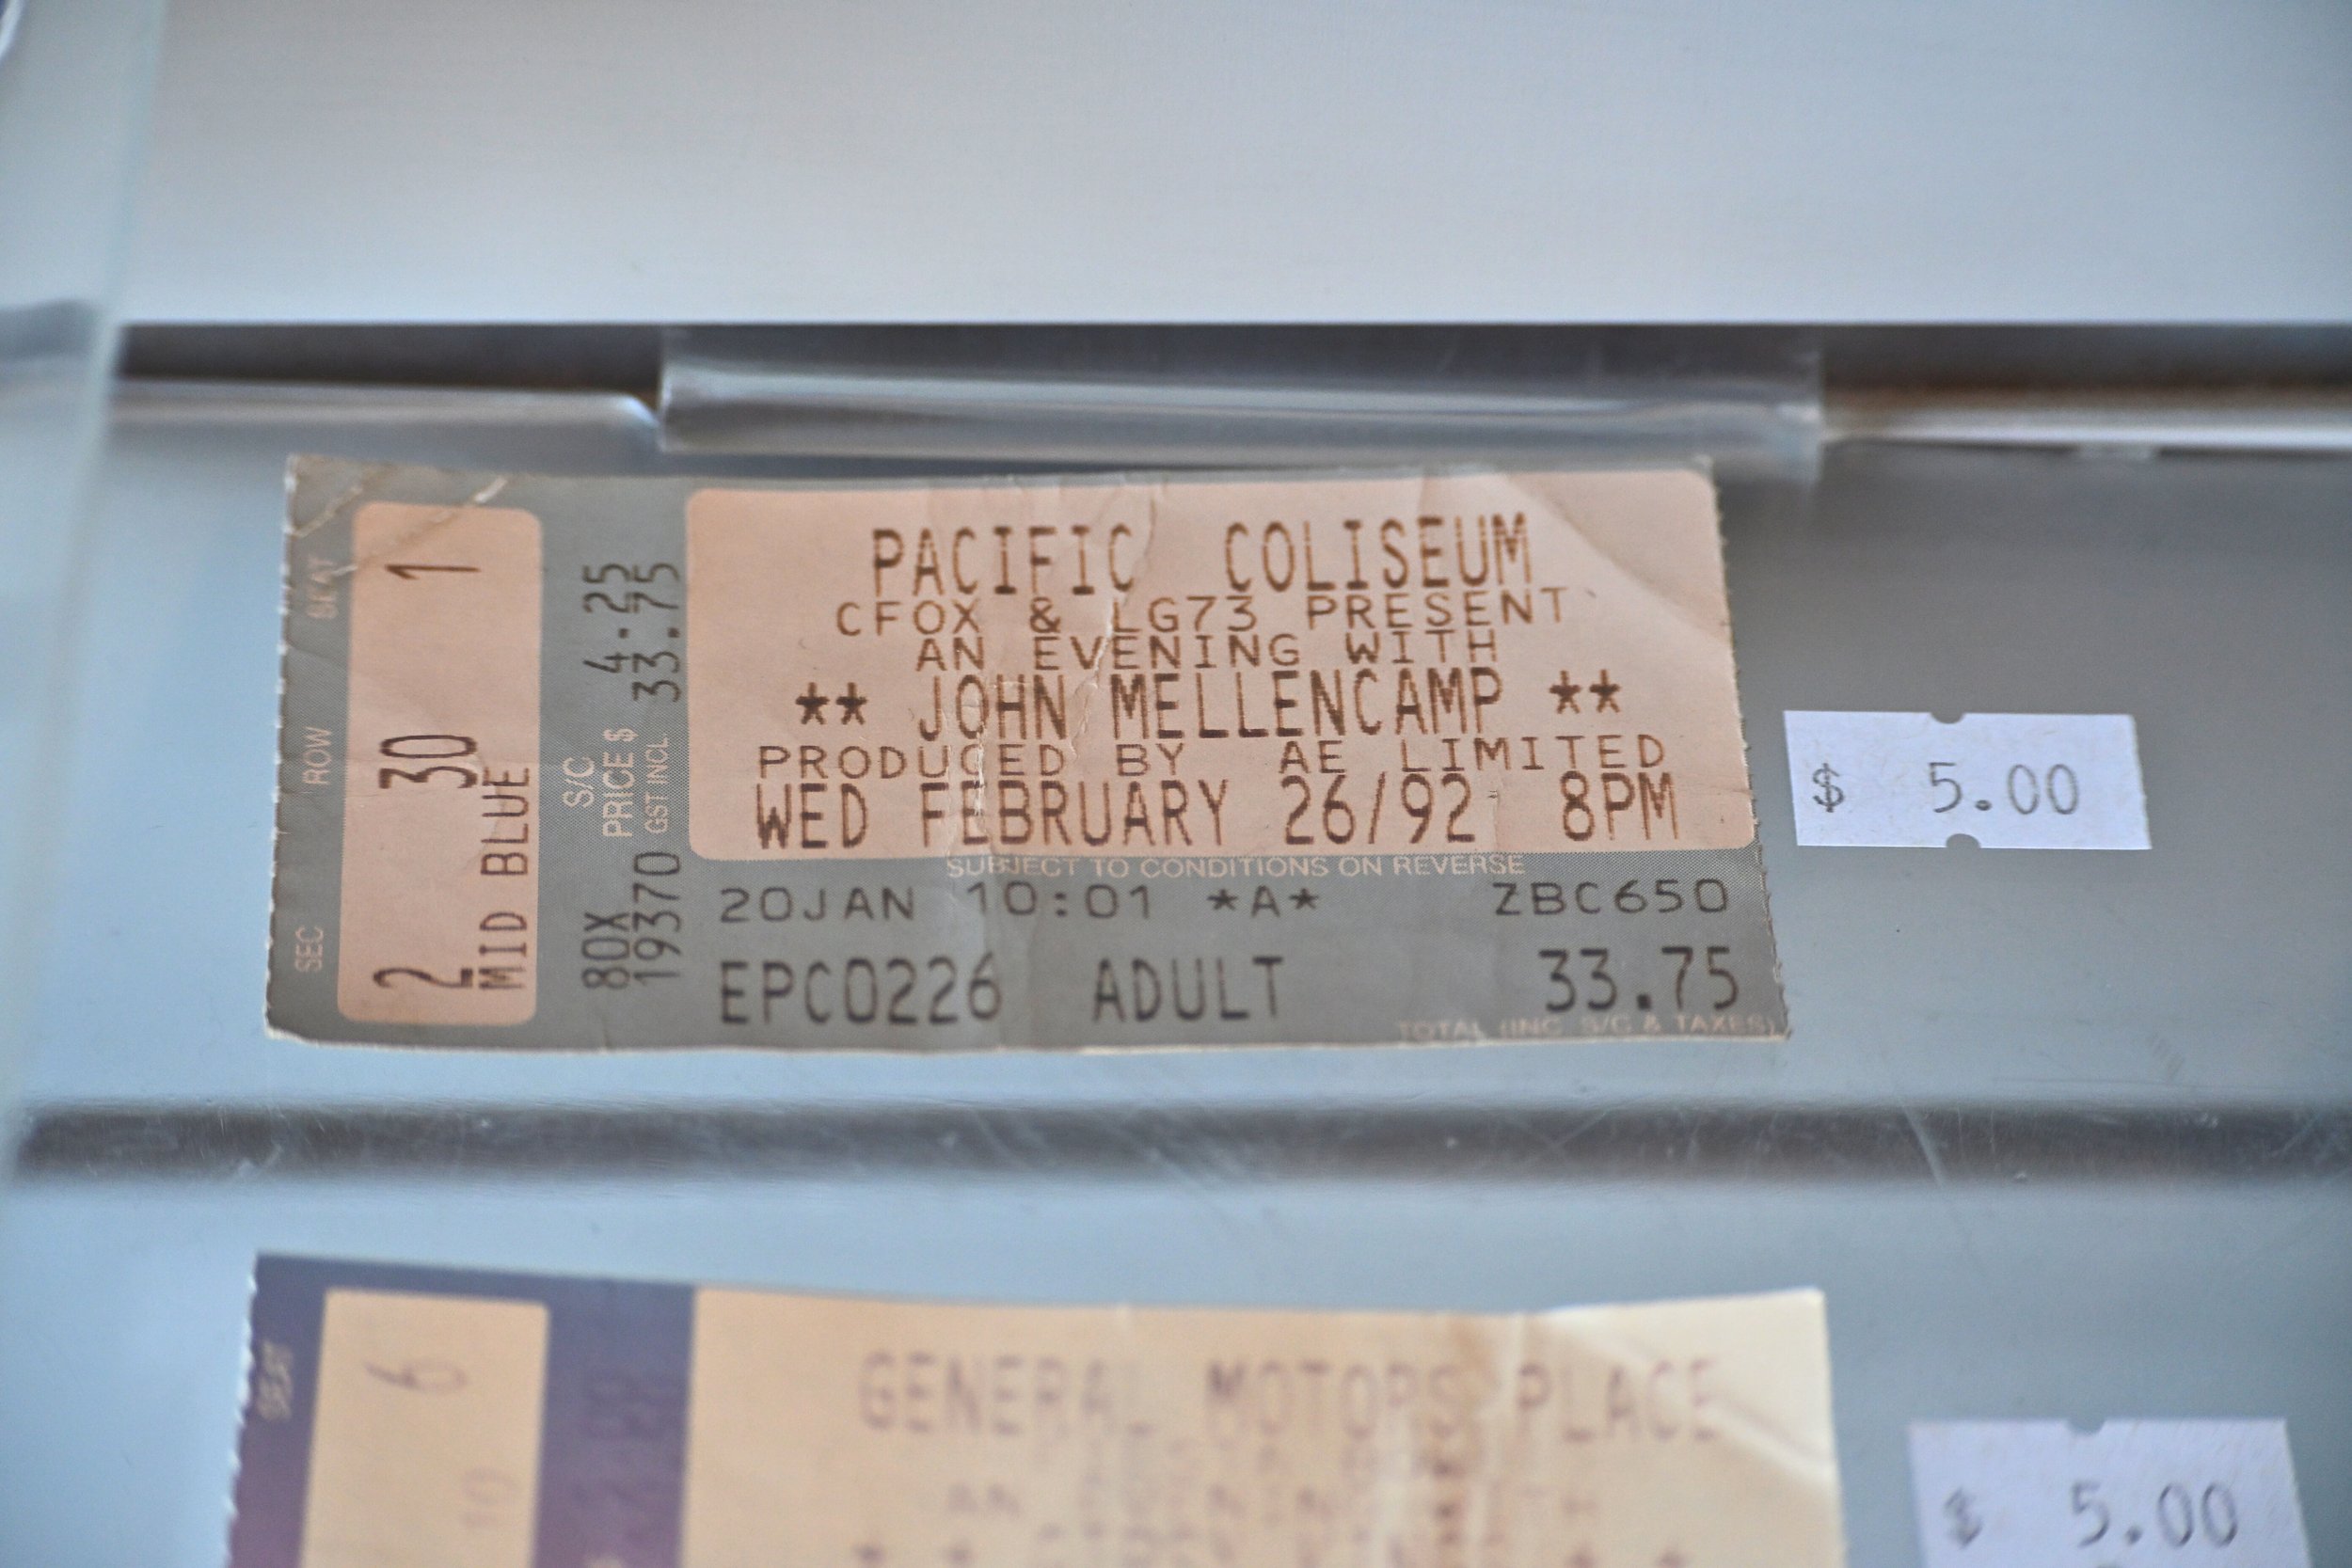 SEAT 1
ROW 30
SEC 2
MID BLUE
S/C 4.25
PRICE $ 33.75
GST INCL.
80X
19370
PACIFIC COLISEUM
CFOX & LG73 PRESENT
AN EVENING WITH
** JOHN MELLENCAMP **
PRODUCED BY AE LIMITED
WED FEBRUARY 26/92 8PM
SUBJECT TO CONDITIONS ON REVERSE
20JAN 10:01 *A* ZBC650
EPC0226 ADULT 33.75
TOTAL (INC. S/C & TAXES)
$ 5.00
SEAT 6
GENERAL MOTORS PLACE
$ 5.00